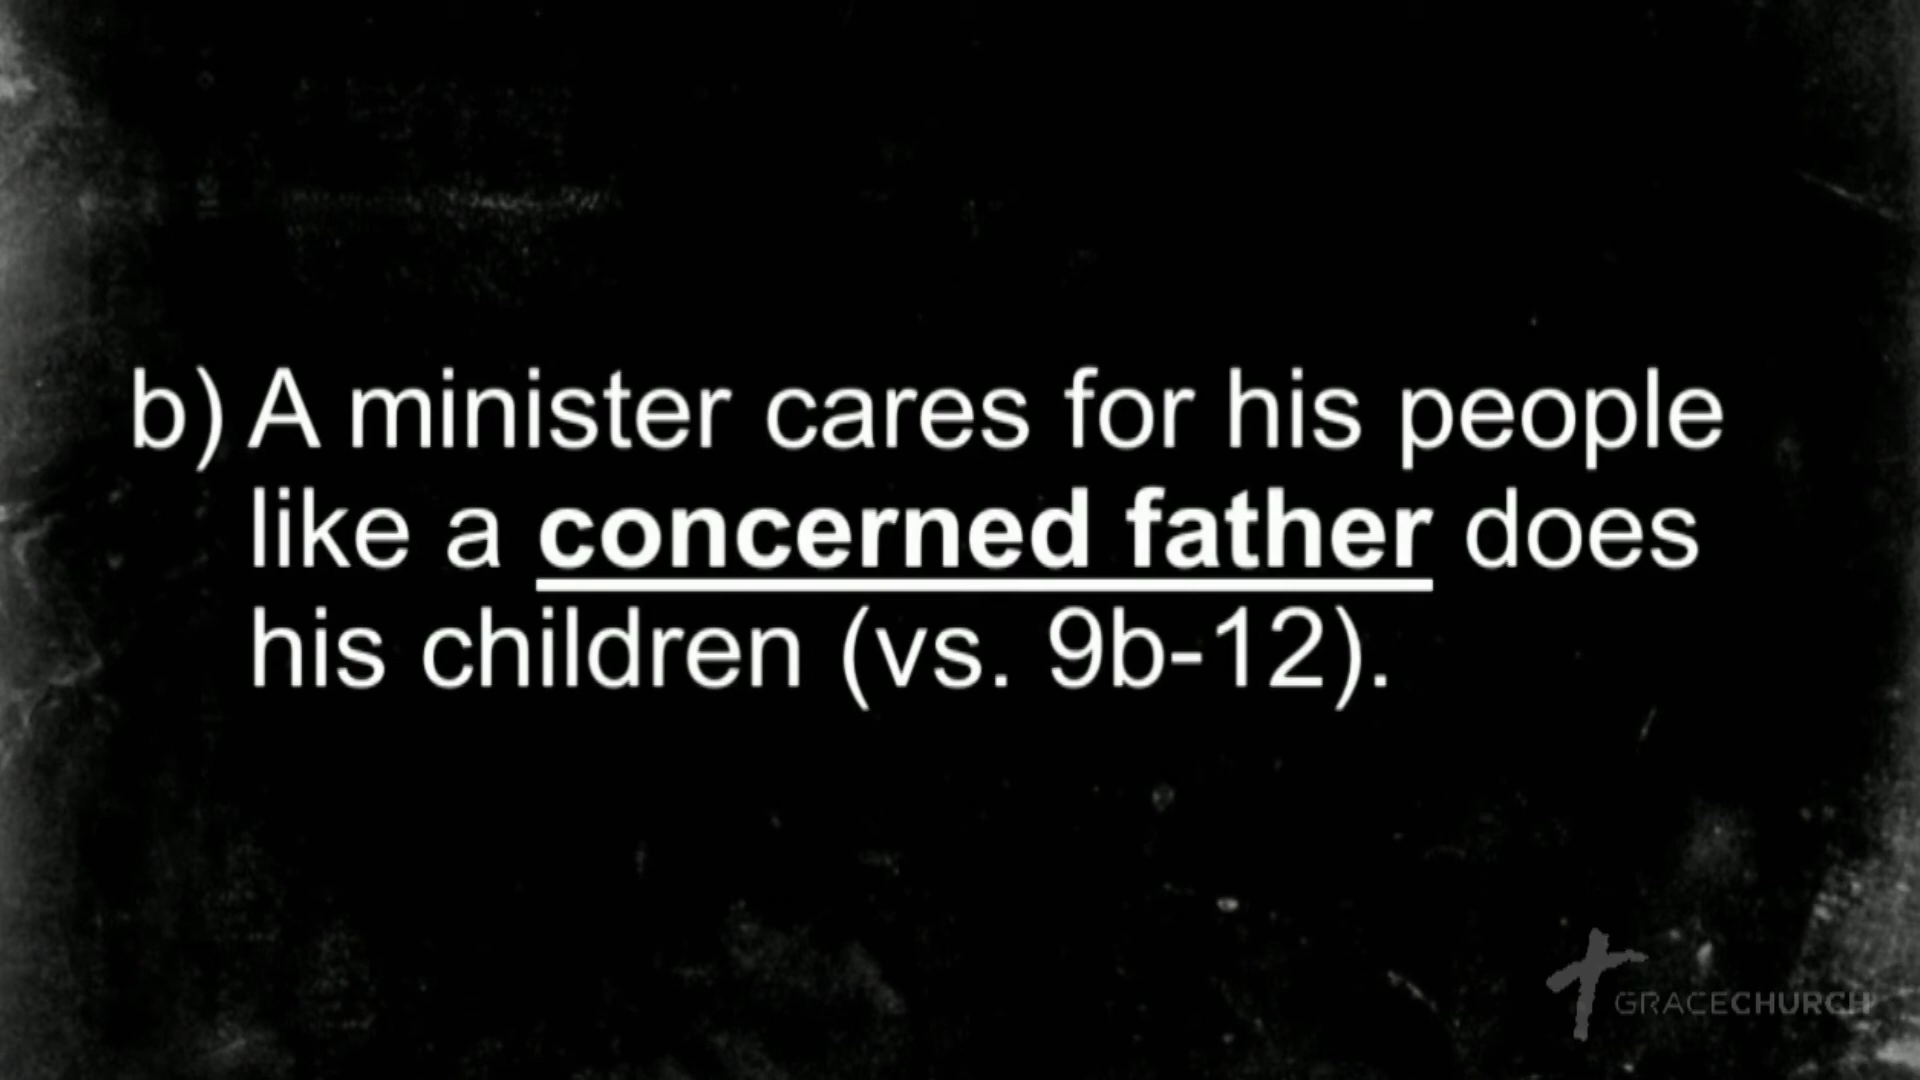 b) A minister cares for his people
like a concerned father does
his children (vs. 9b-12).
GRACECHURCH